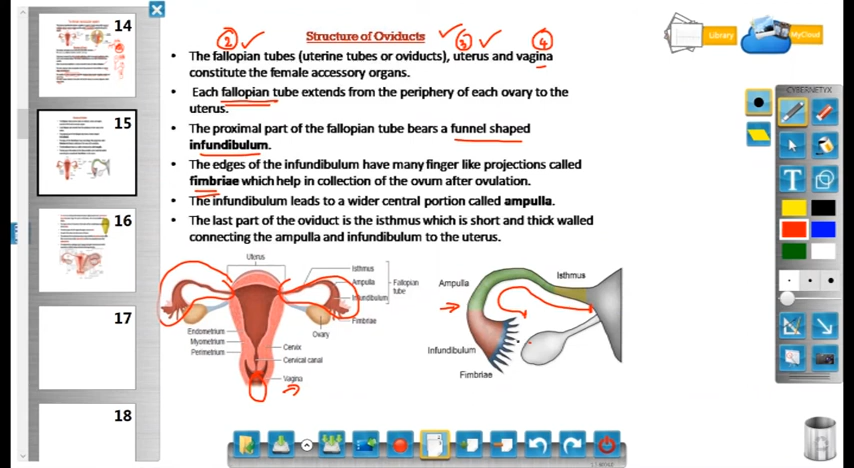 14
15
16
17
18
② ③ ④
Structure of Oviducts
The fallopian tubes (uterine tubes or oviducts), uterus and vagina
constitute the female accessory organs.
Each fallopian tube extends from the periphery of each ovary to the
uterus.
The proximal part of the fallopian tube bears a funnel shaped
infundibulum.
The edges of the infundibulum have many finger like projections called
fimbriae which help in collection of the ovum after ovulation.
The infundibulum leads to a wider central portion called ampulla.
The last part of the oviduct is the isthmus which is short and thick walled
connecting the ampulla and infundibulum to the uterus.
Uterus
Isthmus
Ampulla
Fallopian
tube
Infundibulum
Fimbriae
Ovary
Endometrium
Myometrium
Perimetrium
Cervix
Cervical canal
Vagina
Ampulla
Isthmus
Infundibulum
Fimbriae
Library
MyCloud
CYBERNETYX
T